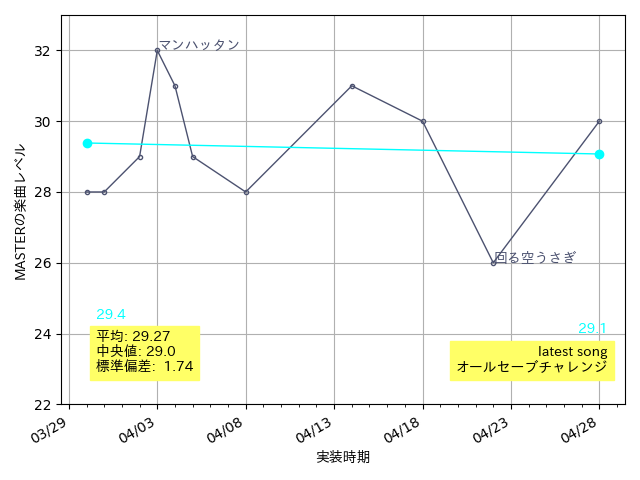 32
30
28
26
24
22
MASTERの楽曲レベル
マンハッタン
回る空うさぎ
29.4
29.1
平均: 29.27
中央値: 29.0
標準偏差: 1.74
latest song
オールセーブチャレンジ
03/29
04/03
04/08
04/13
04/18
04/23
04/28
実装時期